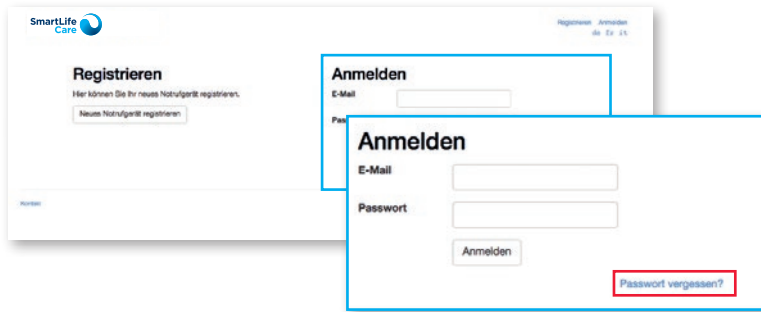 SmartLife
Care
Registrieren Anmelden
de fr it
Registrieren
Hier können Sie Ihr neues Notrufgerät registrieren.
Neues Notrufgerät registrieren
Anmelden
E-Mail
Pas
Kontakt
Anmelden
E-Mail
Passwort
Anmelden
Passwort vergessen?